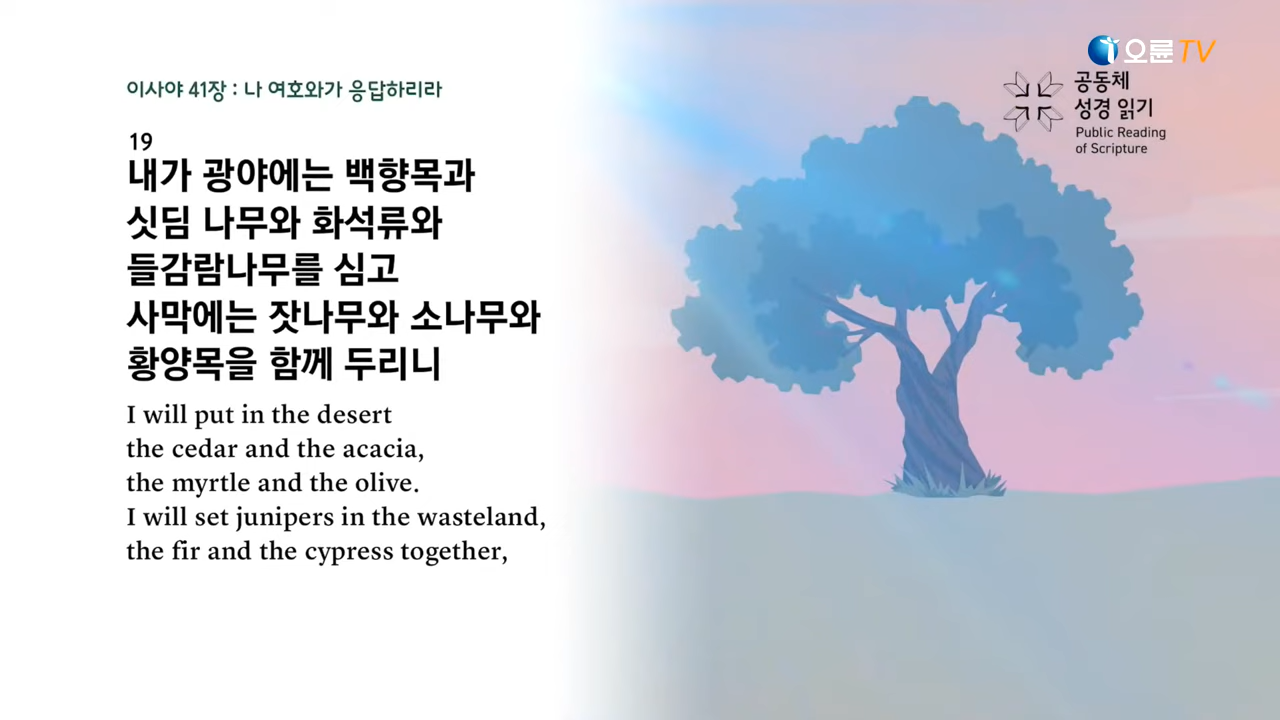 오륜TV
이사야 41장 : 나 여호와가 응답하리라
공동체
성경 읽기
Public Reading
of Scripture
19
내가 광야에는 백향목과
싯딤 나무와 화석류와
들감람나무를 심고
사막에는 잣나무와 소나무와
황양목을 함께 두리니
I will put in the desert
the cedar and the acacia,
the myrtle and the olive.
I will set junipers in the wasteland,
the fir and the cypress together,